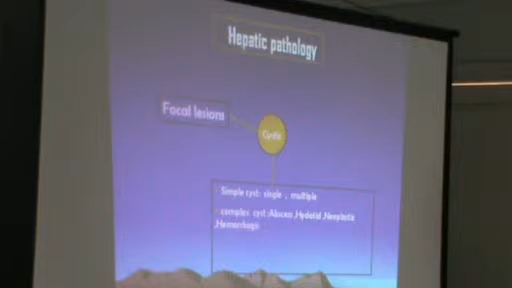 Hepatic pathology
Focal lesions
Cystic
Simple cyst: single , multiple
complex cyst:Abscess ,Hydatid ,Neoplastic
,Hemorrhagic